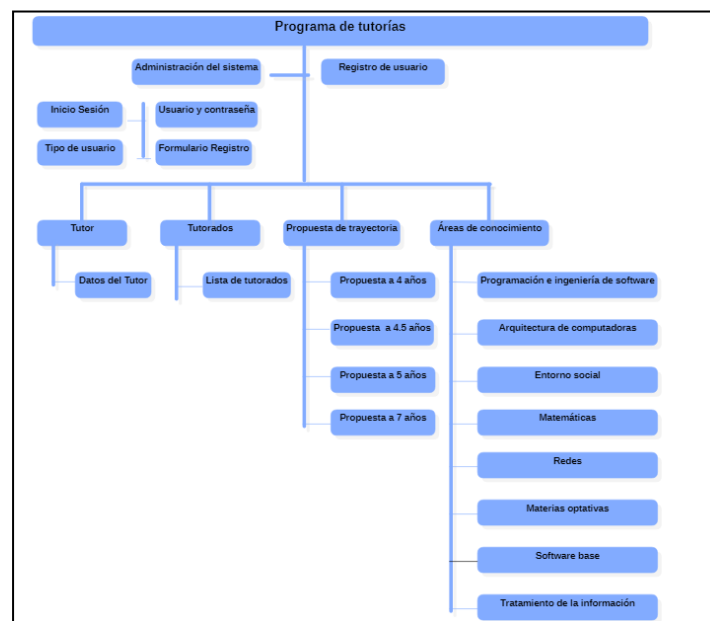 Programa de tutorías
Administración del sistema
Registro de usuario
Inicio Sesión
Usuario y contraseña
Tipo de usuario
Formulario Registro
Tutor
Tutorados
Propuesta de trayectoria
Áreas de conocimiento
Datos del Tutor
Lista de tutorados
Propuesta a 4 años
Propuesta a 4.5 años
Propuesta a 5 años
Propuesta a 7 años
Programación e ingeniería de software
Arquitectura de computadoras
Entorno social
Matemáticas
Redes
Materias optativas
Software base
Tratamiento de la información